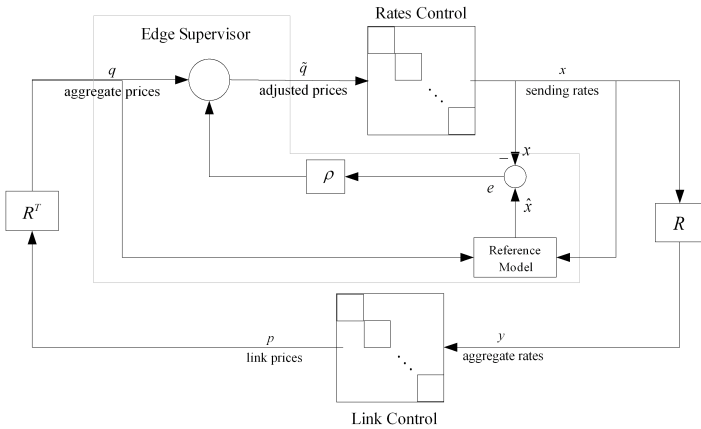 Rates Control
Edge Supervisor
q
aggregate prices
q̃
adjusted prices
x
sending rates
− x
ρ
e
x̂
R^T
R
Reference
Model
p
link prices
y
aggregate rates
Link Control